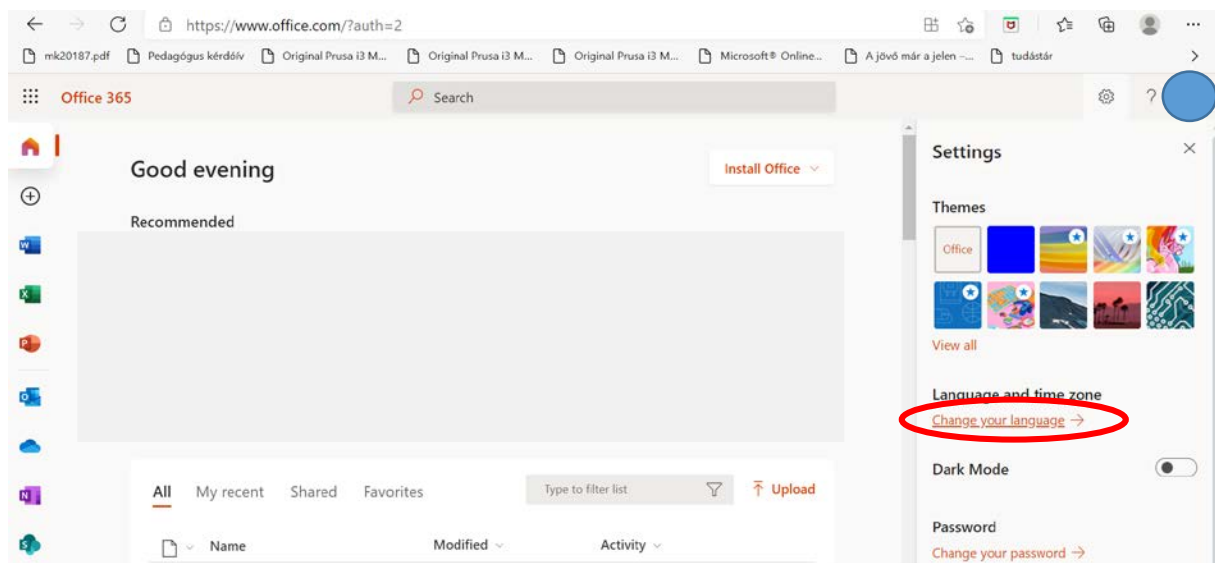 https://www.office.com/?auth=2
mk20187.pdf Pedagógus kérdőív Original Prusa i3 M... Original Prusa i3 M... Original Prusa i3 M... Microsoft® Online... A jövő már a jelen –... tudástár
Office 365 Search ?
Good evening Install Office
Recommended
All My recent Shared Favorites Type to filter list Upload
Name Modified Activity
Settings
Themes
Office
View all
Language and time zone
Change your language →
Dark Mode
Password
Change your password →